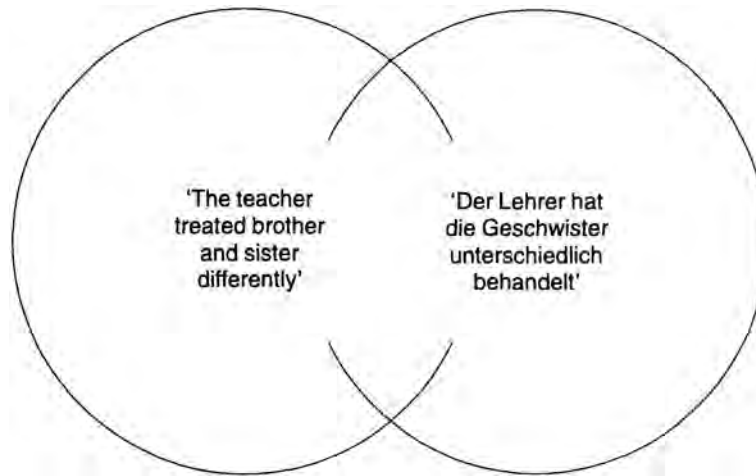 ‘The teacher
treated brother
and sister
differently’
‘Der Lehrer hat
die Geschwister
unterschiedlich
behandelt’